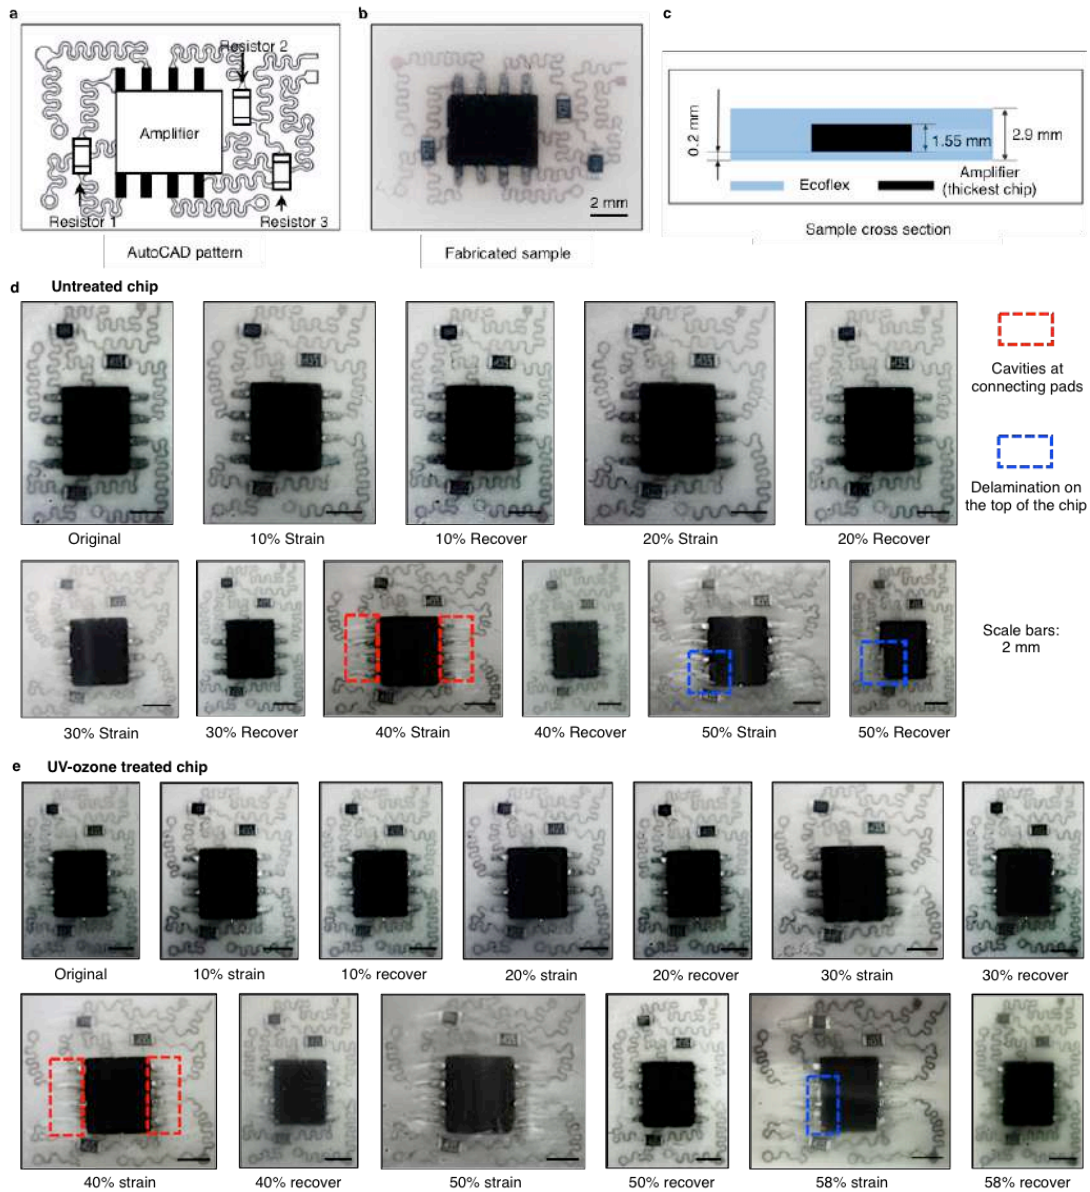 a
Resistor 2
Amplifier
Resistor 1
Resistor 3
AutoCAD pattern
b
2 mm
Fabricated sample
c
0.2 mm
1.55 mm
2.9 mm
Ecoflex
Amplifier
(thickest chip)
Sample cross section
d
Untreated chip
Original
10% Strain
10% Recover
20% Strain
20% Recover
Cavities at
connecting pads
Delamination on
the top of the chip
30% Strain
30% Recover
40% Strain
40% Recover
50% Strain
50% Recover
Scale bars:
2 mm
e
UV-ozone treated chip
Original
10% strain
10% recover
20% strain
20% recover
30% strain
30% recover
40% strain
40% recover
50% strain
50% recover
58% strain
58% recover